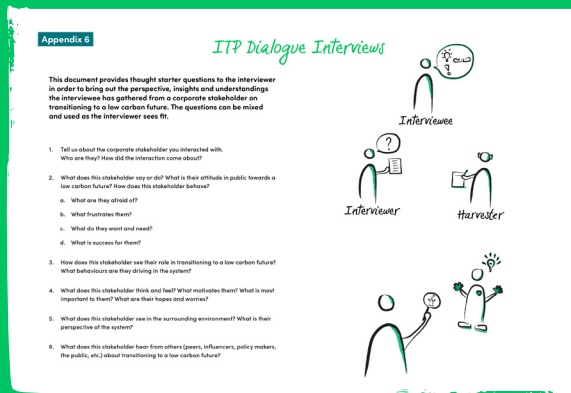 Appendix 6
ITP Dialogue Interviews
This document provides thought starter questions to the interviewer
in order to bring out the perspective, insights and understandings
the interviewee has gathered from a corporate stakeholder on
transitioning to a low carbon future. The questions can be mixed
and used as the interviewer sees fit.
1. Tell us about the corporate stakeholder you interacted with.
Who are they? How did the interaction come about?
2. What does this stakeholder say or do? What is their attitude in public towards a
low carbon future? How does this stakeholder behave?
a. What are they afraid of?
b. What frustrates them?
c. What do they want and need?
d. What is success for them?
3. How does this stakeholder see their role in transitioning to a low carbon future?
What behaviours are they driving in the system?
4. What does this stakeholder think and feel? What motivates them? What is most
important to them? What are their hopes and worries?
5. What does this stakeholder see in the surrounding environment? What is their
perspective of the system?
6. What does this stakeholder hear from others (peers, influencers, policy makers,
the public, etc.) about transitioning to a low carbon future?
!
Interviewee
?
Interviewer
Harvester